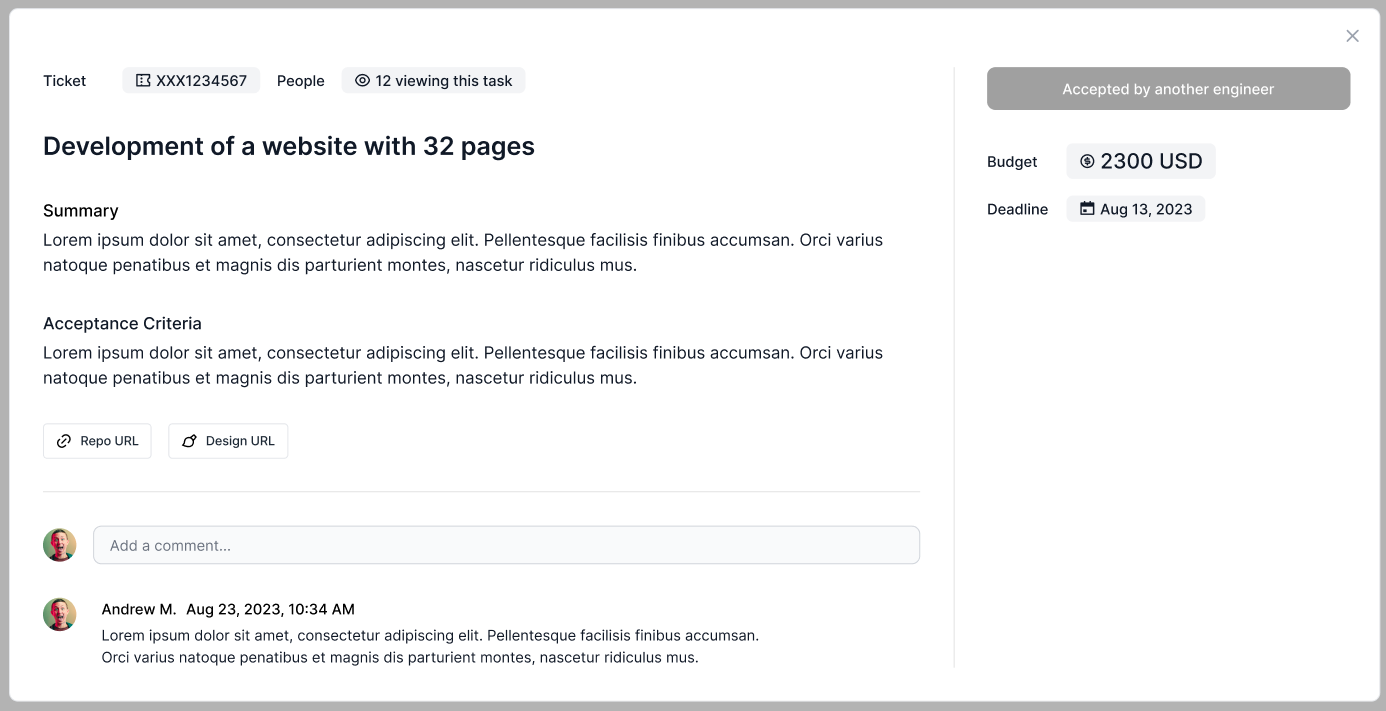 Ticket XXX1234567 People 12 viewing this task
Accepted by another engineer
Development of a website with 32 pages
Budget 2300 USD
Deadline Aug 13, 2023
Summary
Lorem ipsum dolor sit amet, consectetur adipiscing elit. Pellentesque facilisis finibus accumsan. Orci varius
natoque penatibus et magnis dis parturient montes, nascetur ridiculus mus.
Acceptance Criteria
Lorem ipsum dolor sit amet, consectetur adipiscing elit. Pellentesque facilisis finibus accumsan. Orci varius
natoque penatibus et magnis dis parturient montes, nascetur ridiculus mus.
Repo URL Design URL
Add a comment...
Andrew M. Aug 23, 2023, 10:34 AM
Lorem ipsum dolor sit amet, consectetur adipiscing elit. Pellentesque facilisis finibus accumsan.
Orci varius natoque penatibus et magnis dis parturient montes, nascetur ridiculus mus.